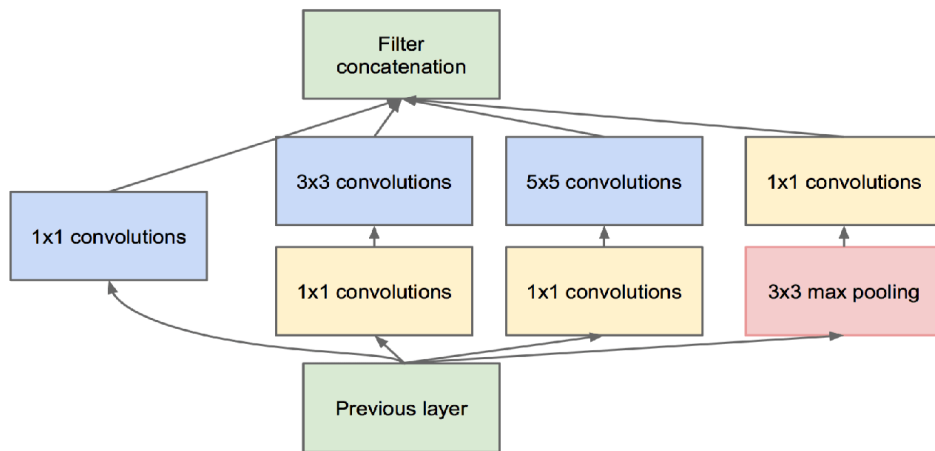 Filter
concatenation
3x3 convolutions
5x5 convolutions
1x1 convolutions
1x1 convolutions
1x1 convolutions
1x1 convolutions
3x3 max pooling
Previous layer